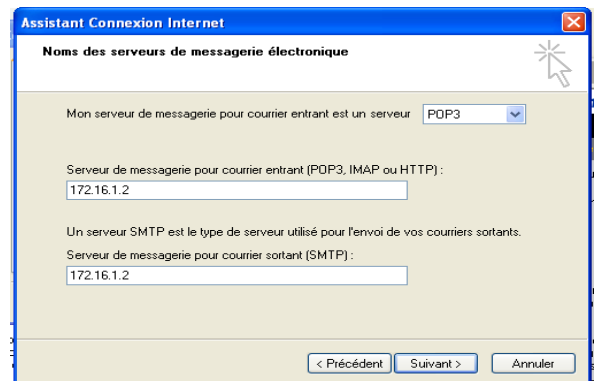 Assistant Connexion Internet
Noms des serveurs de messagerie électronique
Mon serveur de messagerie pour courrier entrant est un serveur POP3
Serveur de messagerie pour courrier entrant (POP3, IMAP ou HTTP) :
172.16.1.2
Un serveur SMTP est le type de serveur utilisé pour l'envoi de vos courriers sortants.
Serveur de messagerie pour courrier sortant (SMTP) :
172.16.1.2
< Précédent Suivant > Annuler